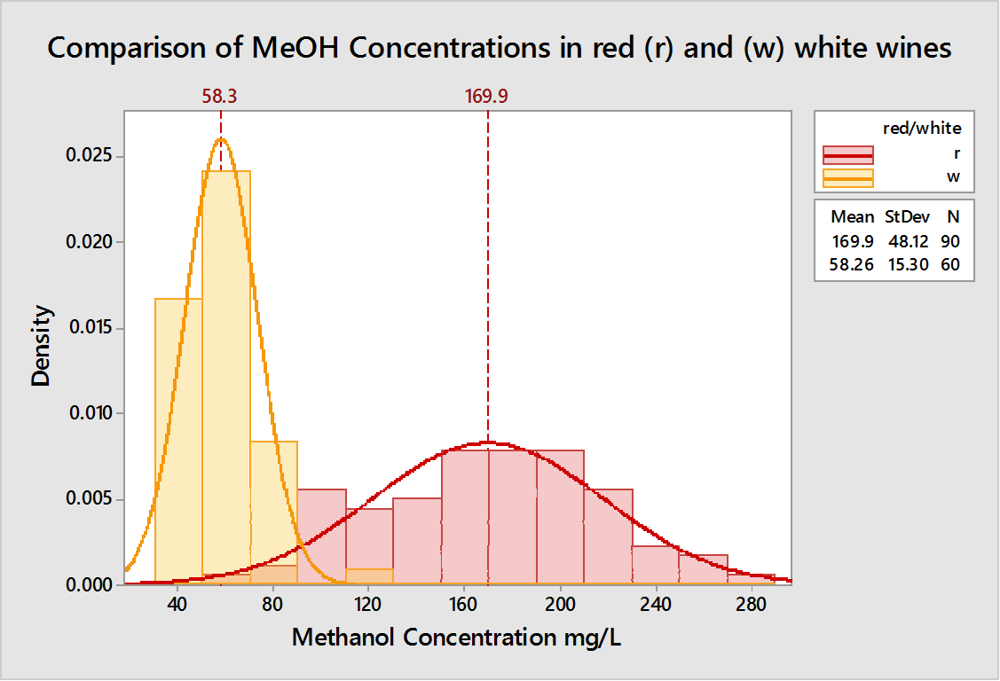 Comparison of MeOH Concentrations in red (r) and (w) white wines
58.3 169.9
red/white
r
w
Mean StDev N
169.9 48.12 90
58.26 15.30 60
0.025
0.020
0.015
0.010
0.005
0.000
Density
40 80 120 160 200 240 280
Methanol Concentration mg/L